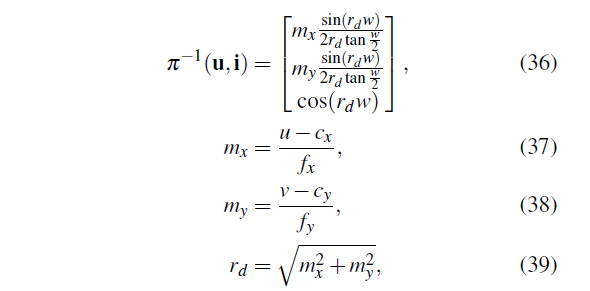 π⁻¹(u, i) = [ m_x sin(r_d w) / (2r_d tan w/2)
m_y sin(r_d w) / (2r_d tan w/2)
cos(r_d w) ], (36)
m_x = (u − c_x) / f_x, (37)
m_y = (v − c_y) / f_y, (38)
r_d = √(m_x² + m_y²), (39)